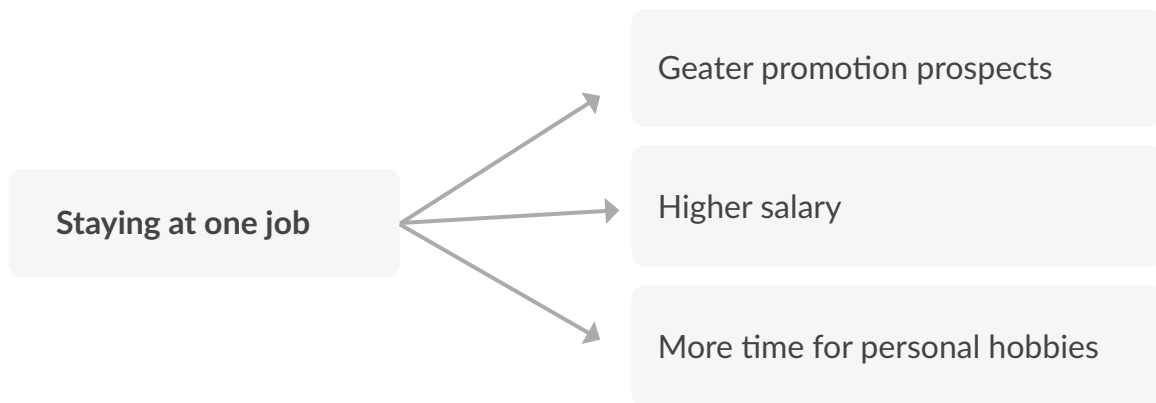 Geater promotion prospects
Staying at one job
Higher salary
More time for personal hobbies